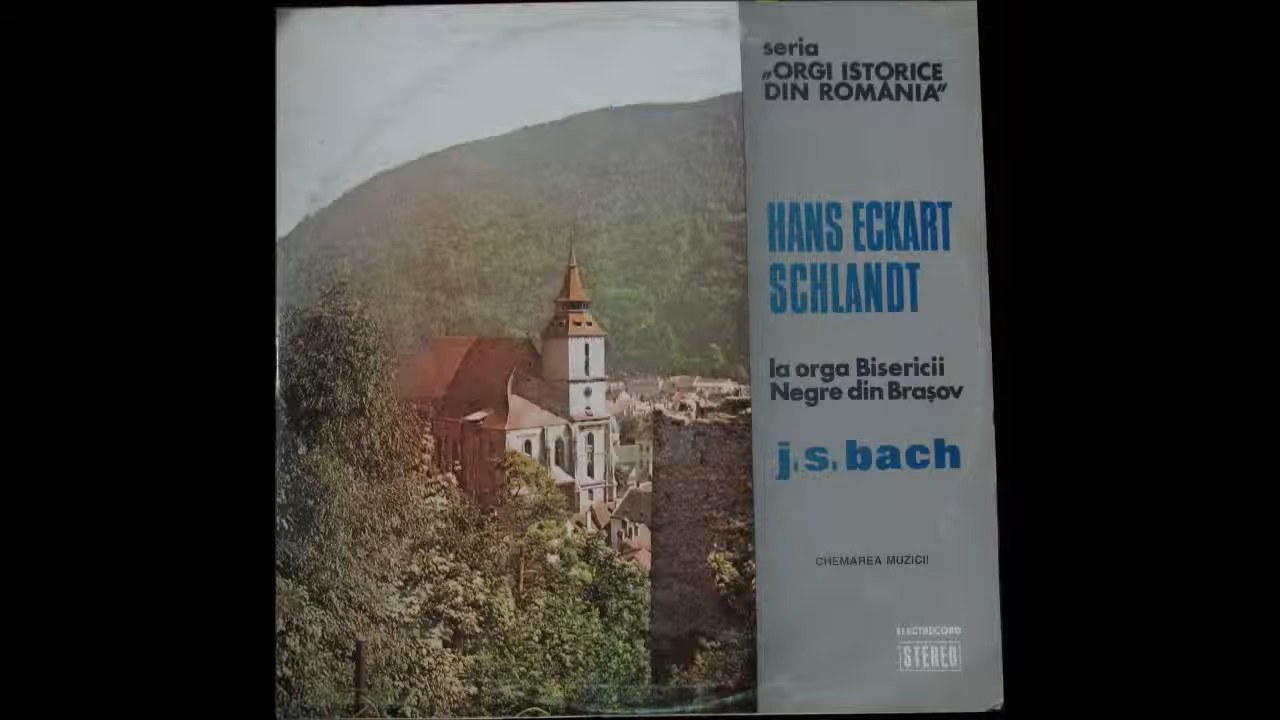 seria
„ORGI ISTORICE
DIN ROMÂNIA”
HANS ECKART
SCHLANDT
la orga Bisericii
Negre din Brașov
j.s. bach
CHEMAREA MUZICII
ELECTRECORD
STEREO